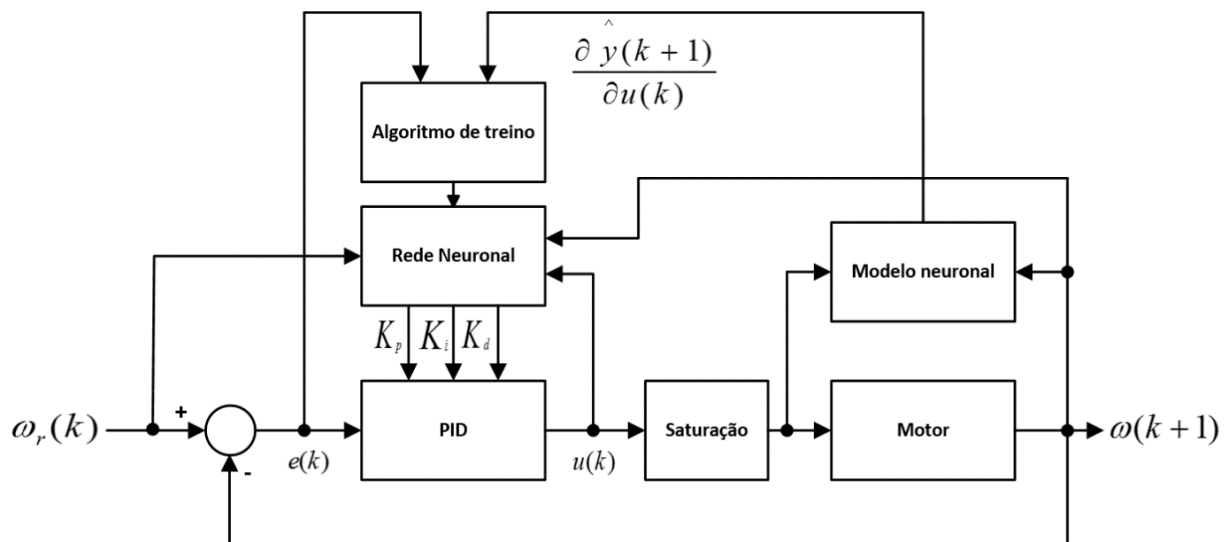 ∂ŷ(k + 1)
∂u(k)
Algoritmo de treino
Rede Neuronal
Modelo neuronal
K_p K_i K_d
ω_r(k)
+
-
e(k)
PID
u(k)
Saturação
Motor
ω(k + 1)